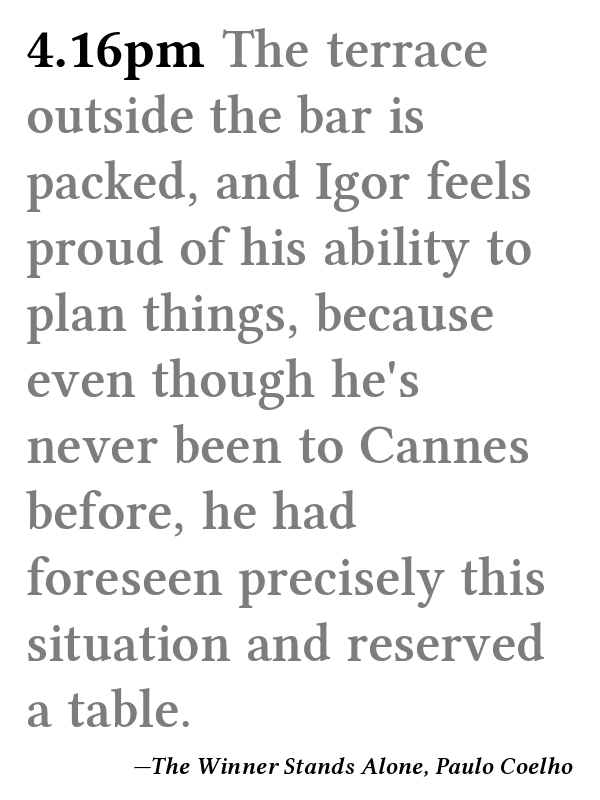 4.16pm The terrace
outside the bar is
packed, and Igor feels
proud of his ability to
plan things, because
even though he's
never been to Cannes
before, he had
foreseen precisely this
situation and reserved
a table.
—The Winner Stands Alone, Paulo Coelho